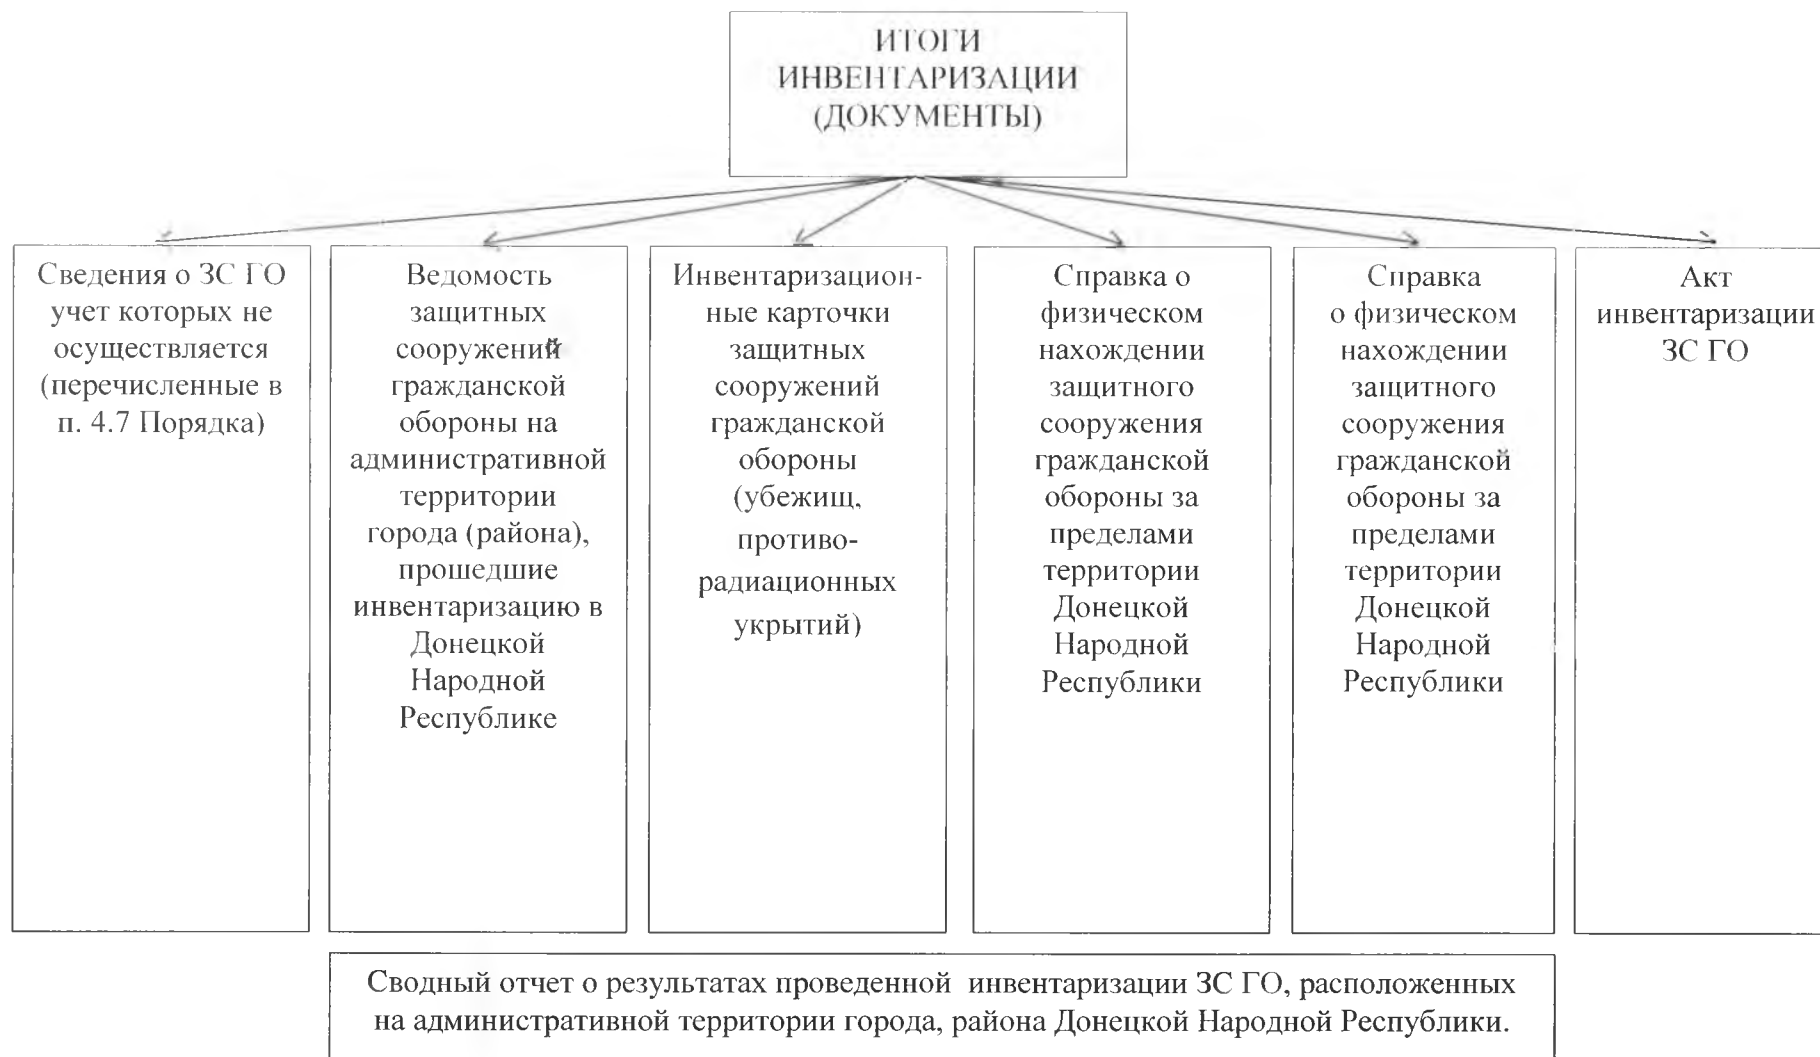 ИТОГИ
ИНВЕНТАРИЗАЦИИ
(ДОКУМЕНТЫ)
Сведения о ЗС ГО
учет которых не
осуществляется
(перечисленные в
п. 4.7 Порядка)
Ведомость
защитных
сооружений
гражданской
обороны на
административной
территории
города (района),
прошедшие
инвентаризацию в
Донецкой
Народной
Республике
Инвентаризацион-
ные карточки
защитных
сооружений
гражданской
обороны
(убежищ,
противо-
радиационных
укрытий)
Справка о
физическом
нахождении
защитного
сооружения
гражданской
обороны за
пределами
территории
Донецкой
Народной
Республики
Справка
о физическом
нахождении
защитного
сооружения
гражданской
обороны за
пределами
территории
Донецкой
Народной
Республики
Акт
инвентаризации
ЗС ГО
Сводный отчет о результатах проведенной инвентаризации ЗС ГО, расположенных
на административной территории города, района Донецкой Народной Республики.